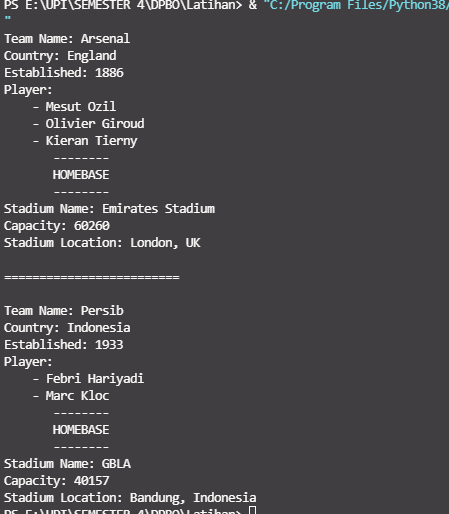 PS E:\UPI\SEMESTER 4\DPBO\Latihan> & "C:/Program Files/Python38/
"
Team Name: Arsenal
Country: England
Established: 1886
Player:
    - Mesut Ozil
    - Olivier Giroud
    - Kieran Tierny
       --------
       HOMEBASE
       --------
Stadium Name: Emirates Stadium
Capacity: 60260
Stadium Location: London, UK

=========================

Team Name: Persib
Country: Indonesia
Established: 1933
Player:
    - Febri Hariyadi
    - Marc Kloc
       --------
       HOMEBASE
       --------
Stadium Name: GBLA
Capacity: 40157
Stadium Location: Bandung, Indonesia
PS E:\UPI\SEMESTER 4\DPBO\Latihan>